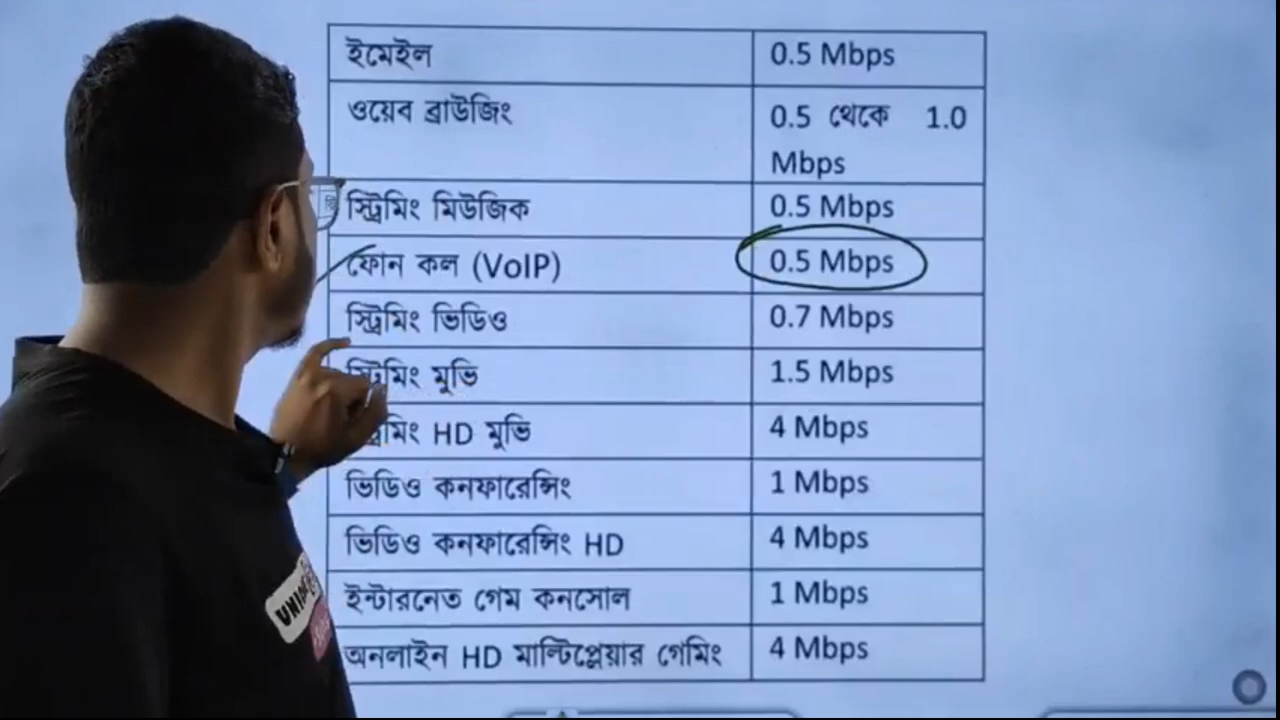 ইমেইল 0.5 Mbps
ওয়েব ব্রাউজিং 0.5 থেকে 1.0
Mbps
স্ট্রিমিং মিউজিক 0.5 Mbps
ফোন কল (VoIP) 0.5 Mbps
স্ট্রিমিং ভিডিও 0.7 Mbps
স্ট্রিমিং মুভি 1.5 Mbps
HD মুভি 4 Mbps
ভিডিও কনফারেন্সিং 1 Mbps
ভিডিও কনফারেন্সিং HD 4 Mbps
ইন্টারনেত গেম কনসোল 1 Mbps
অনলাইন HD মাল্টিপ্লেয়ার গেমিং 4 Mbps